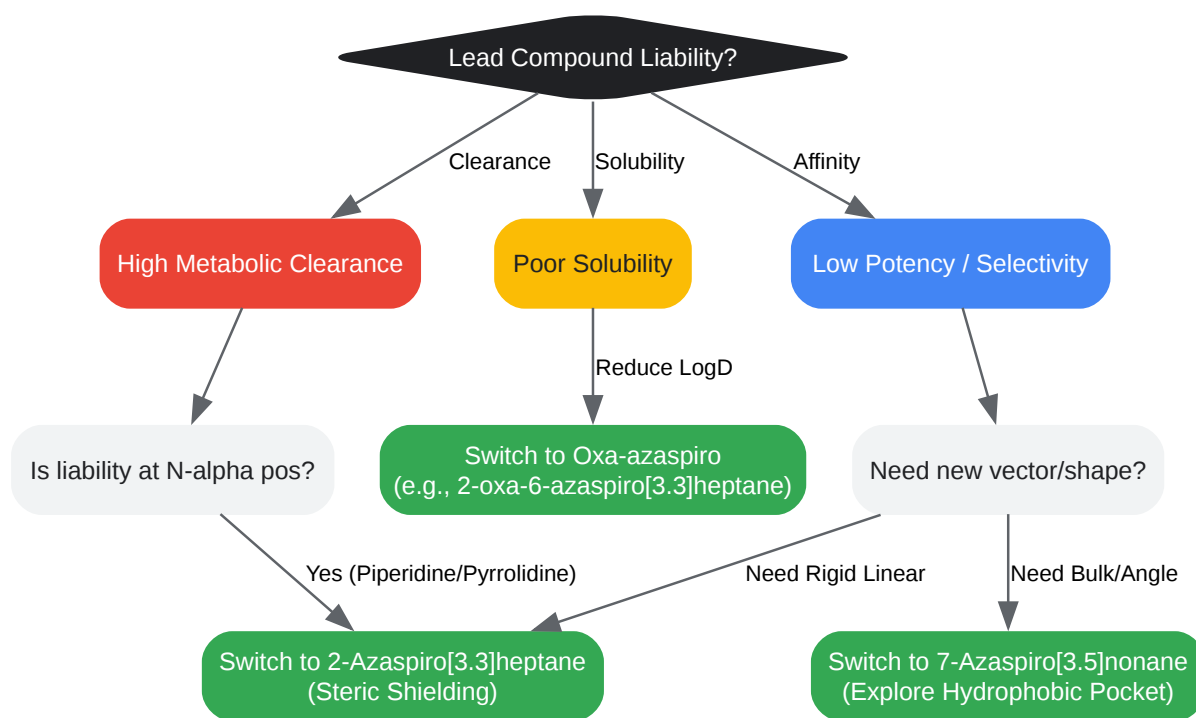 Lead Compound Liability?
Clearance
Solubility
Affinity
High Metabolic Clearance
Poor Solubility
Low Potency / Selectivity
Reduce LogD
Is liability at N-alpha pos?
Switch to Oxa-azaspiro
(e.g., 2-oxa-6-azaspiro[3.3]heptane)
Need new vector/shape?
Yes (Piperidine/Pyrrolidine)
Need Rigid Linear
Need Bulk/Angle
Switch to 2-Azaspiro[3.3]heptane
(Steric Shielding)
Switch to 7-Azaspiro[3.5]nonane
(Explore Hydrophobic Pocket)